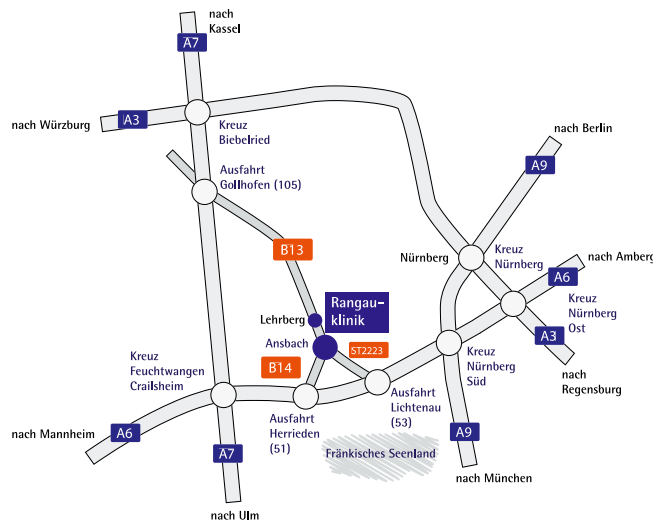 nach
Kassel
A7
nach Würzburg
A3
Kreuz
Biebelried
nach Berlin
A9
Ausfahrt
Gollhofen (105)
B13
Nürnberg
Kreuz
Nürnberg
nach Amberg
A6
Kreuz
Nürnberg
Ost
A3
nach
Regensburg
Rangau-
klinik
Lehrberg
Ansbach
ST2223
B14
Kreuz
Feuchtwangen
Crailsheim
Kreuz
Nürnberg
Süd
Ausfahrt
Lichtenau
(53)
Ausfahrt
Herrieden
(51)
nach Mannheim
A6
A7
nach Ulm
Fränkisches Seenland
A9
nach München